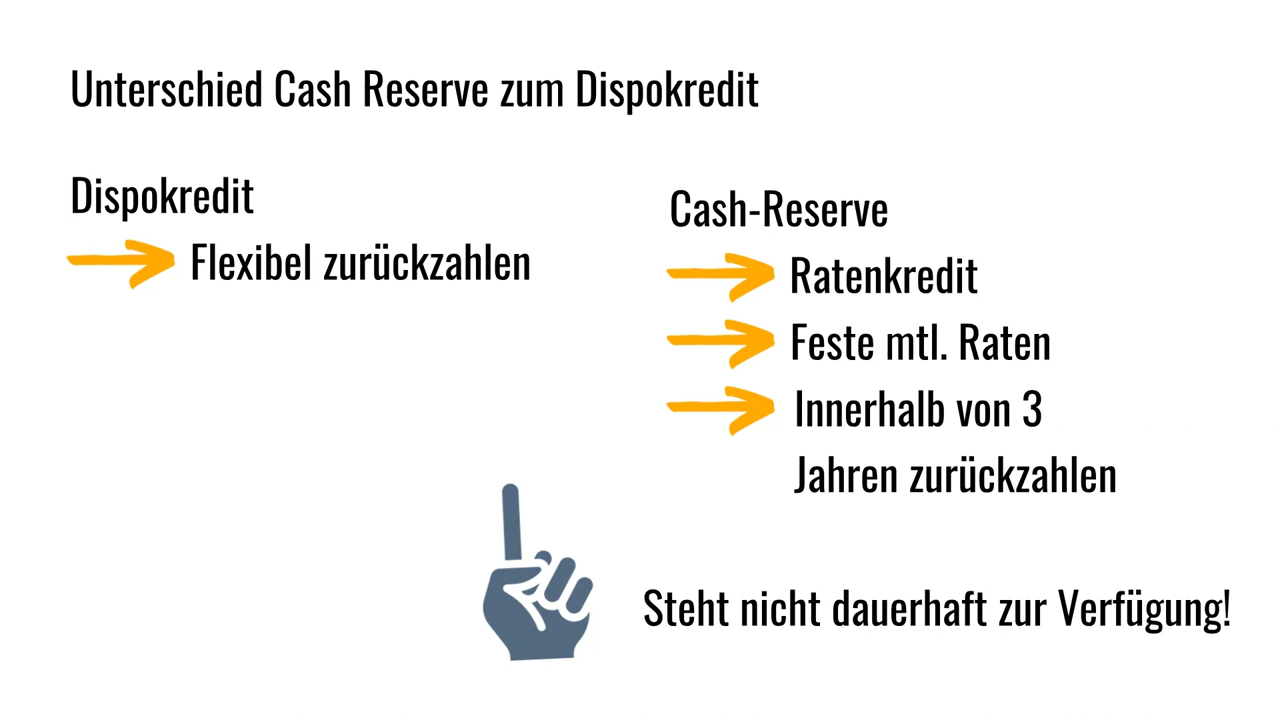 Unterschied Cash Reserve zum Dispokredit
Dispokredit
Flexibel zurückzahlen
Cash-Reserve
Ratenkredit
Feste mtl. Raten
Innerhalb von 3
Jahren zurückzahlen
Steht nicht dauerhaft zur Verfügung!